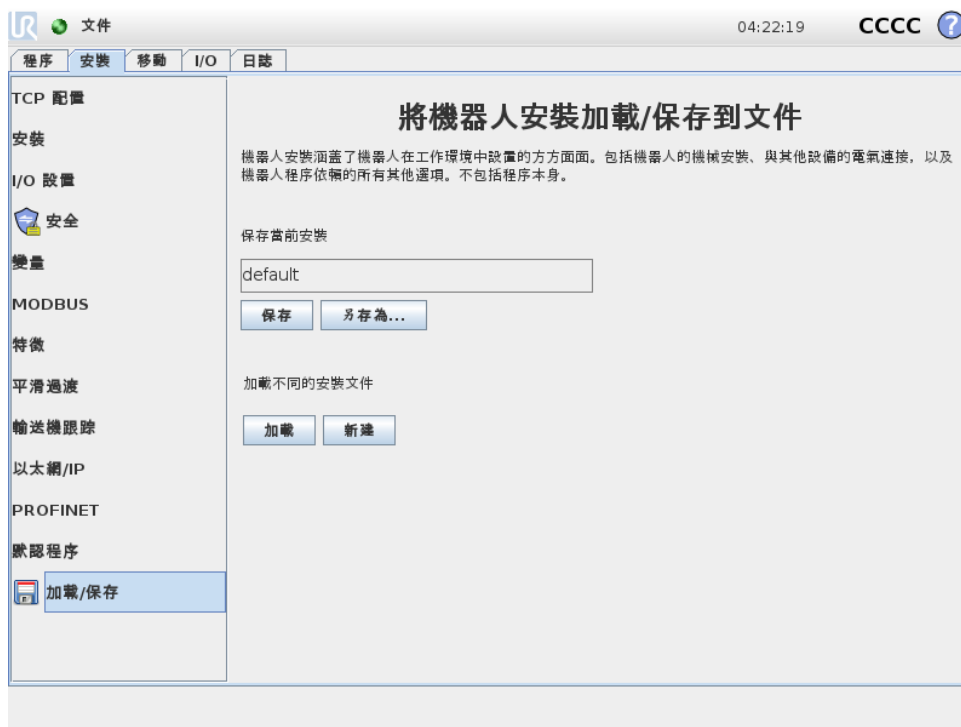 UR 文件 04:22:19 CCCC ?
程序 安裝 移動 I/O 日誌
TCP 配置
安裝
I/O 設置
安全
變量
MODBUS
特徵
平滑過渡
輸送機跟踪
以太網/IP
PROFINET
默認程序
加載/保存
將機器人安裝加載/保存到文件
機器人安裝涵蓋了機器人在工作環境中設置的方方面面。包括機器人的機械安裝、與其他設備的電氣連接，以及
機器人程序依賴的所有其他選項。不包括程序本身。
保存當前安裝
default
保存 另存為...
加載不同的安裝文件
加載 新建